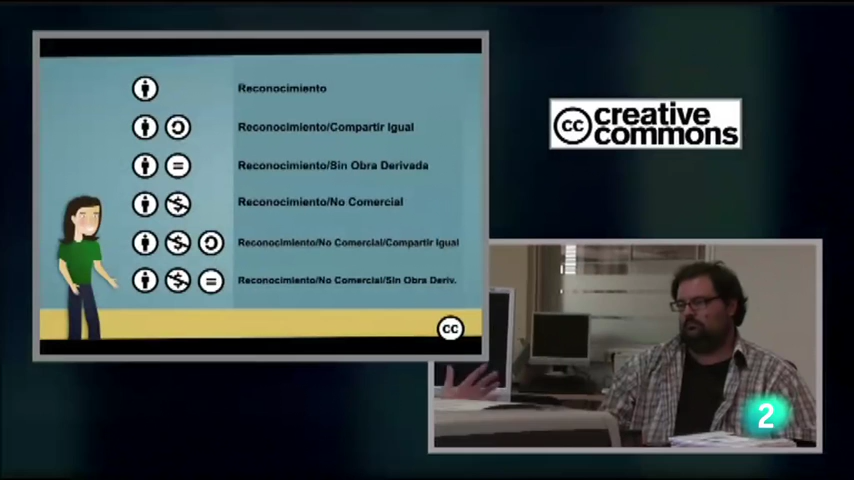 Reconocimiento
Reconocimiento/Compartir Igual
Reconocimiento/Sin Obra Derivada
Reconocimiento/No Comercial
Reconocimiento/No Comercial/Compartir Igual
Reconocimiento/No Comercial/Sin Obra Deriv.
cc
cc creative
commons
2